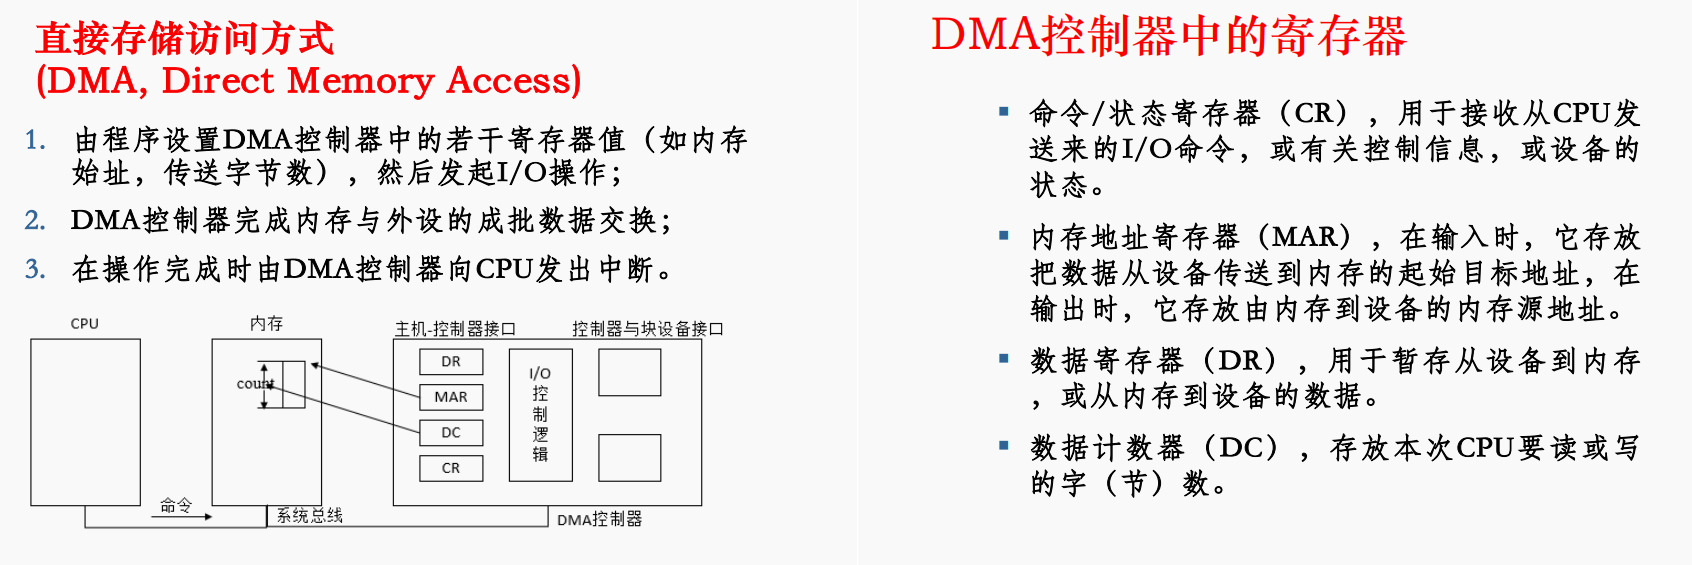 直接存储访问方式
(DMA, Direct Memory Access)
1. 由程序设置DMA控制器中的若干寄存器值（如内存
始址，传送字节数），然后发起I/O操作；
2. DMA控制器完成内存与外设的成批数据交换；
3. 在操作完成时由DMA控制器向CPU发出中断。
CPU
内存
主机-控制器接口
控制器与块设备接口
count
DR
MAR
DC
CR
I/O
控
制
逻
辑
命令
系统总线
DMA控制器
DMA控制器中的寄存器
命令/状态寄存器（CR），用于接收从CPU发
送来的I/O命令，或有关控制信息，或设备的
状态。
内存地址寄存器（MAR），在输入时，它存放
把数据从设备传送到内存的起始目标地址，在
输出时，它存放由内存到设备的内存源地址。
数据寄存器（DR），用于暂存从设备到内存
，或从内存到设备的数据。
数据计数器（DC），存放本次CPU要读或写
的字（节）数。